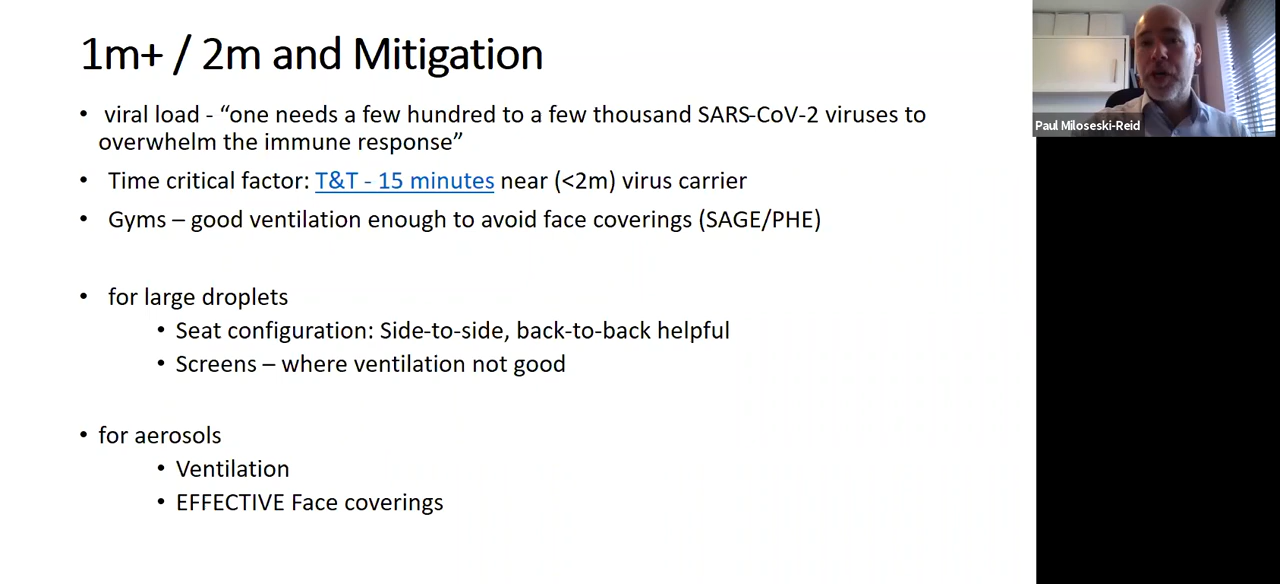 1m+ / 2m and Mitigation
• viral load - “one needs a few hundred to a few thousand SARS-CoV-2 viruses to
overwhelm the immune response”
• Time critical factor: T&T - 15 minutes near (<2m) virus carrier
• Gyms – good ventilation enough to avoid face coverings (SAGE/PHE)
• for large droplets
• Seat configuration: Side-to-side, back-to-back helpful
• Screens – where ventilation not good
• for aerosols
• Ventilation
• EFFECTIVE Face coverings
Paul Miloseski-Reid